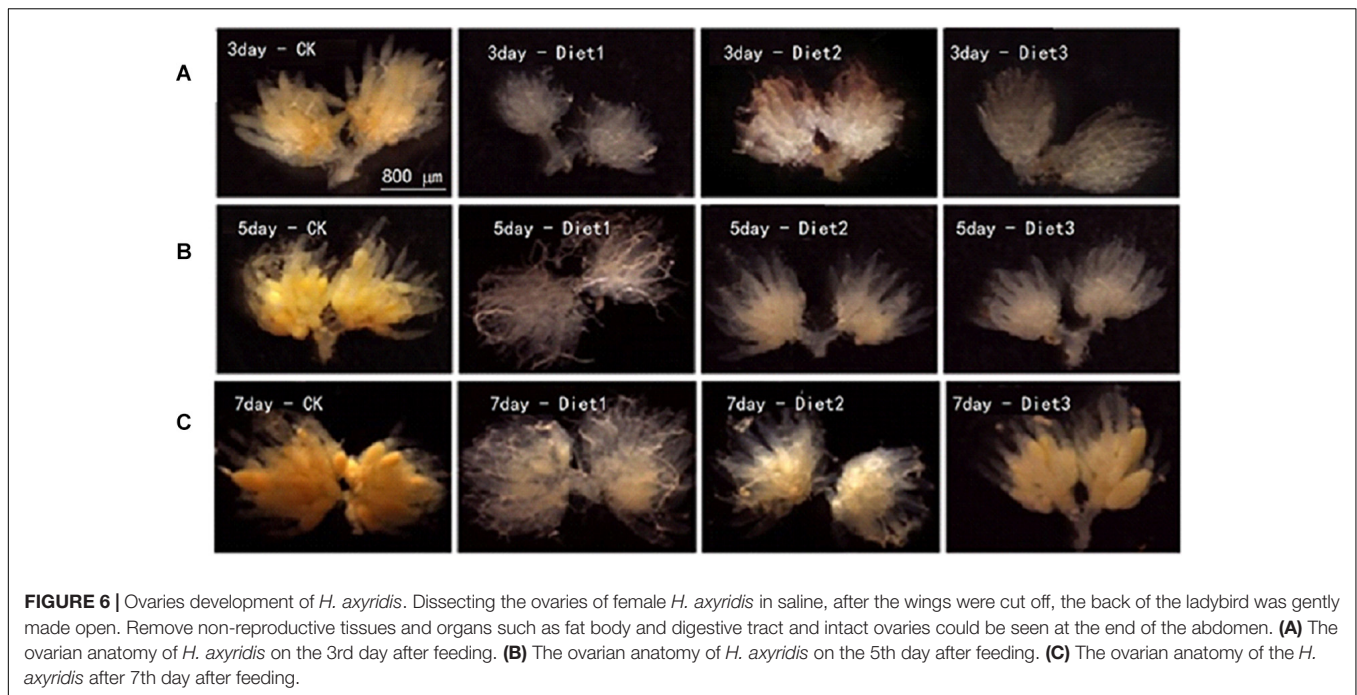 3day - CK
3day - Diet1
3day - Diet2
3day - Diet3
A
800 μm
5day - CK
5day - Diet1
5day - Diet2
5day - Diet3
B
7day - CK
7day - Diet1
7day - Diet2
7day - Diet3
C
FIGURE 6 | Ovaries development of H. axyridis. Dissecting the ovaries of female H. axyridis in saline, after the wings were cut off, the back of the ladybird was gently
made open. Remove non-reproductive tissues and organs such as fat body and digestive tract and intact ovaries could be seen at the end of the abdomen. (A) The
ovarian anatomy of H. axyridis on the 3rd day after feeding. (B) The ovarian anatomy of H. axyridis on the 5th day after feeding. (C) The ovarian anatomy of the H.
axyridis after 7th day after feeding.